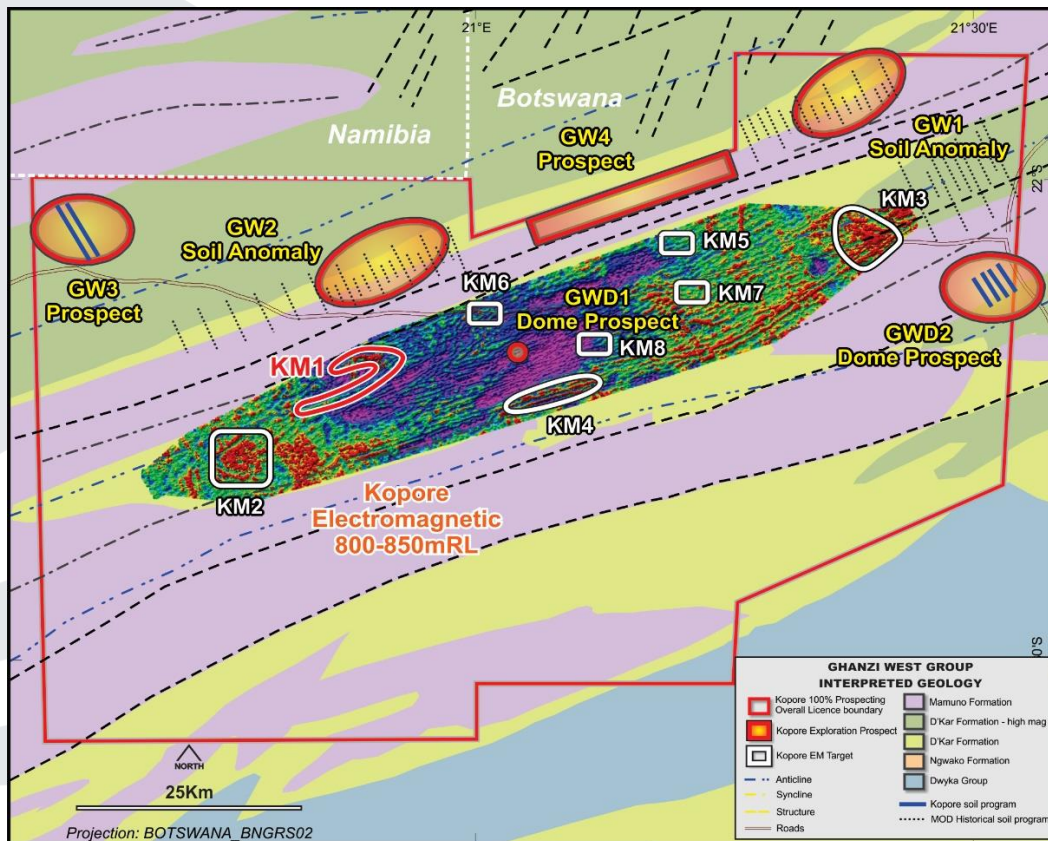 21°E
21°30'E
Botswana
Namibia
GW4
Prospect
GW1
Soil Anomaly
22°S
GW2
Soil Anomaly
GW3
Prospect
KM3
KM5
KM6
GWD1
Dome Prospect
KM7
KM8
GWD2
Dome Prospect
KM1
KM4
KM2
Kopore
Electromagnetic
800-850mRL
NORTH
25Km
Projection: BOTSWANA_BNGRS02
GHANZI WEST GROUP
INTERPRETED GEOLOGY
Kopore 100% Prospecting
Overall Licence boundary
Kopore Exploration Prospect
Kopore EM Target
Anticline
Syncline
Structure
Roads
Mamuno Formation
D'Kar Formation - high mag
D'Kar Formation
Ngwako Formation
Dwyka Group
Kopore soil program
MOD Historical soil program